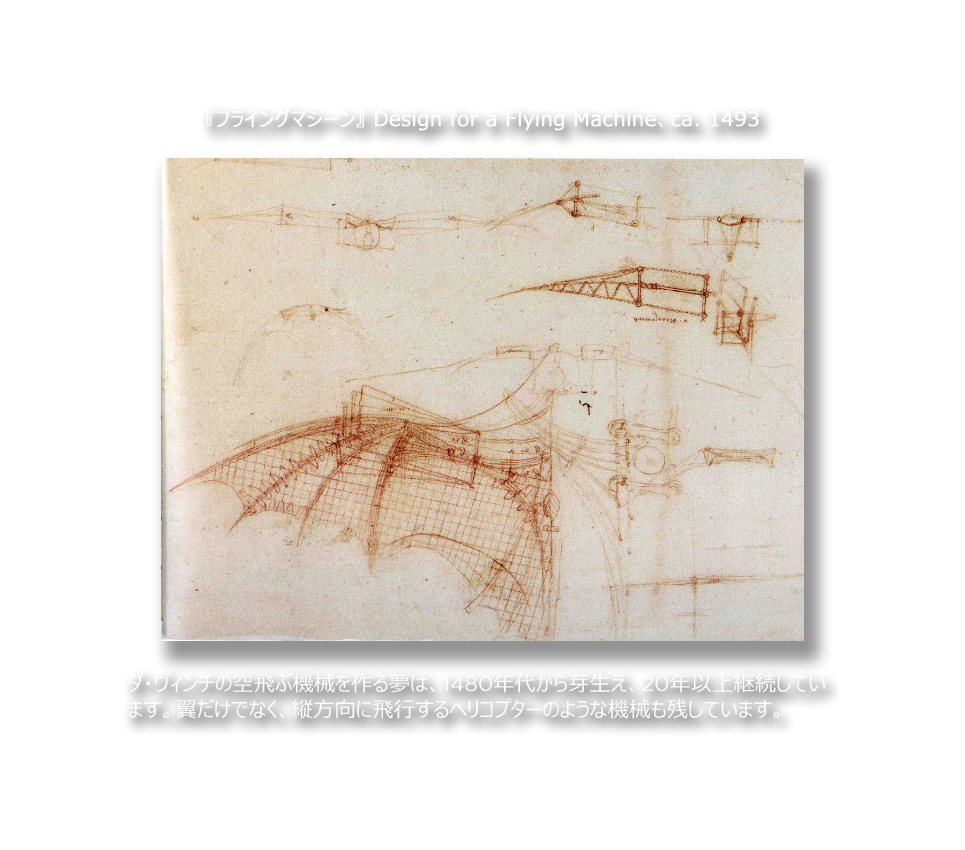 『フライングマシーン』 Design for a Flying Machine、ca. 1493
ダ・ヴィンチの空飛ぶ機械を作る夢は、1480年代から芽生え、20年以上継続してい
ます。翼だけでなく、縦方向に飛行するヘリコプターのような機械も残しています。